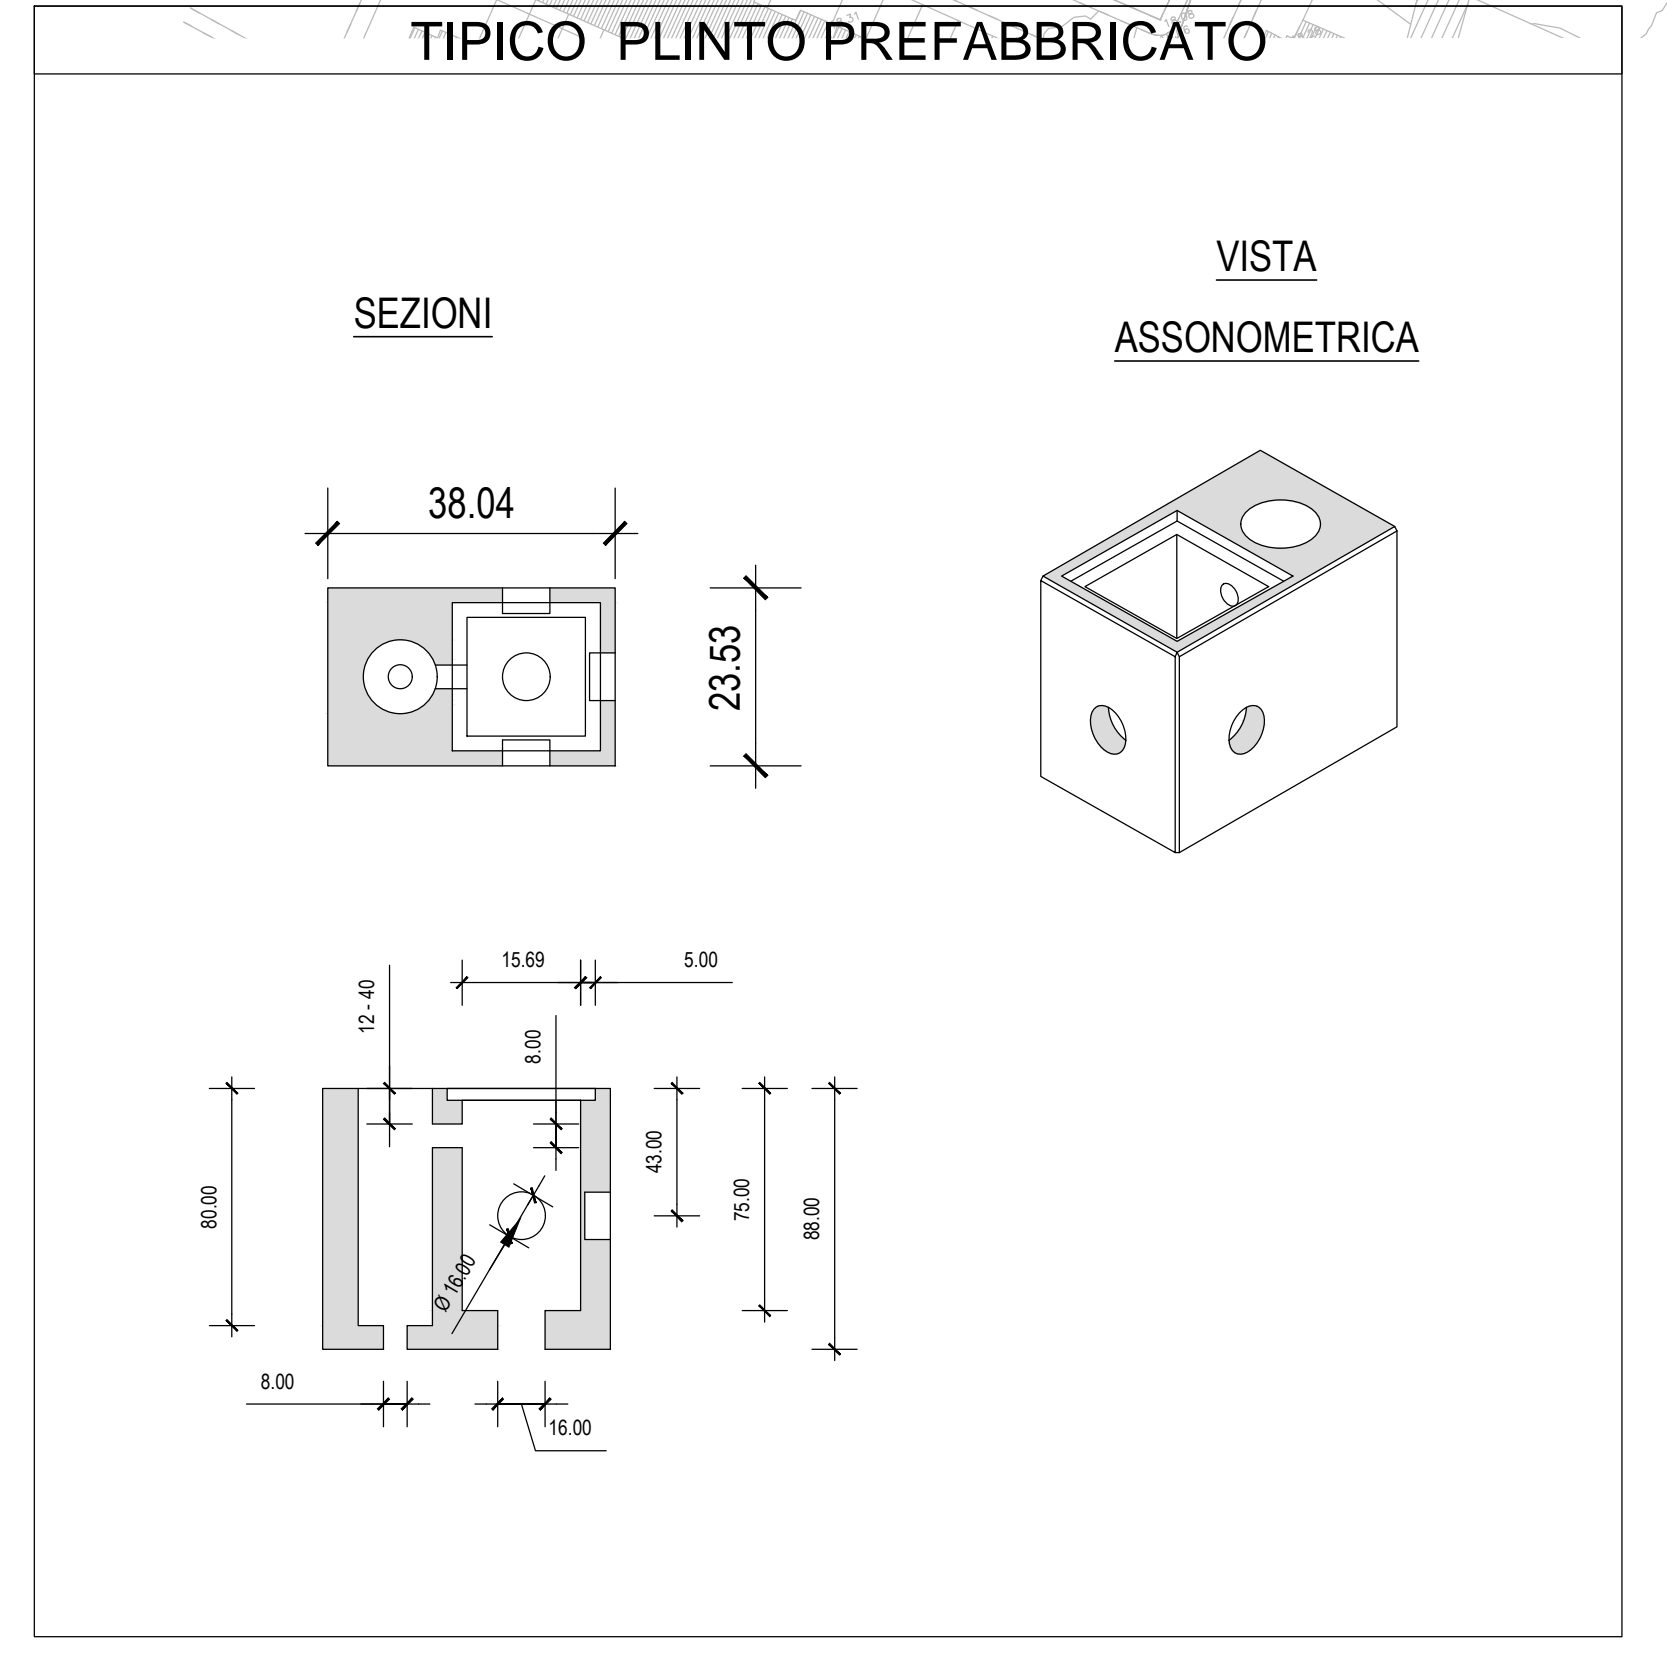 TIPICO PLINTO PREFABBRICATO
VISTA
SEZIONI
ASSONOMETRICA
38.04
23.53
15.69
5.00
12 - 40
8.00
43.00
75.00
80.00
88.00
Ø 16.00
8.00
16.00